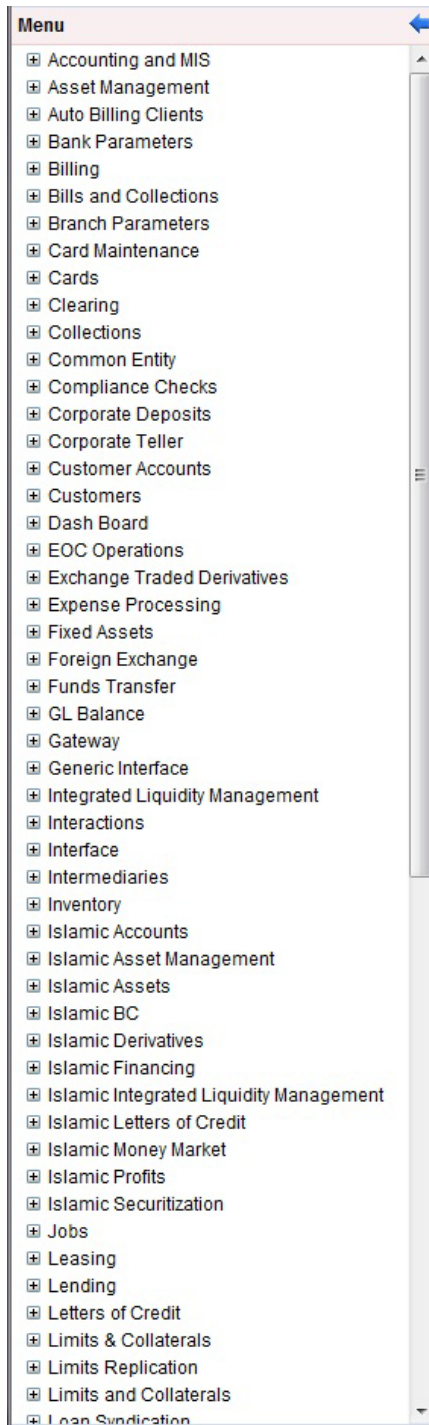 Menu
Accounting and MIS
Asset Management
Auto Billing Clients
Bank Parameters
Billing
Bills and Collections
Branch Parameters
Card Maintenance
Cards
Clearing
Collections
Common Entity
Compliance Checks
Corporate Deposits
Corporate Teller
Customer Accounts
Customers
Dash Board
EOC Operations
Exchange Traded Derivatives
Expense Processing
Fixed Assets
Foreign Exchange
Funds Transfer
GL Balance
Gateway
Generic Interface
Integrated Liquidity Management
Interactions
Interface
Intermediaries
Inventory
Islamic Accounts
Islamic Asset Management
Islamic Assets
Islamic BC
Islamic Derivatives
Islamic Financing
Islamic Integrated Liquidity Management
Islamic Letters of Credit
Islamic Money Market
Islamic Profits
Islamic Securitization
Jobs
Leasing
Lending
Letters of Credit
Limits & Collaterals
Limits Replication
Limits and Collaterals
Loan Syndication